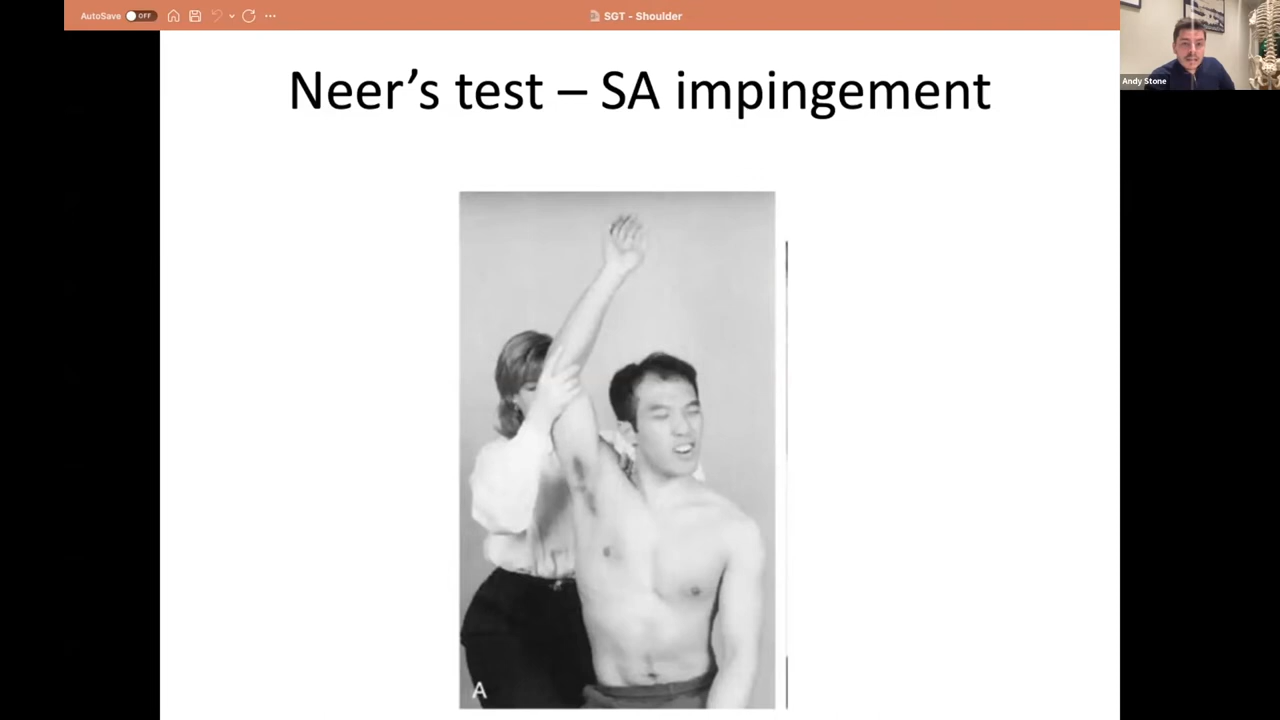 AutoSave OFF
SGT - Shoulder
Andy Stone
Neer’s test – SA impingement
A